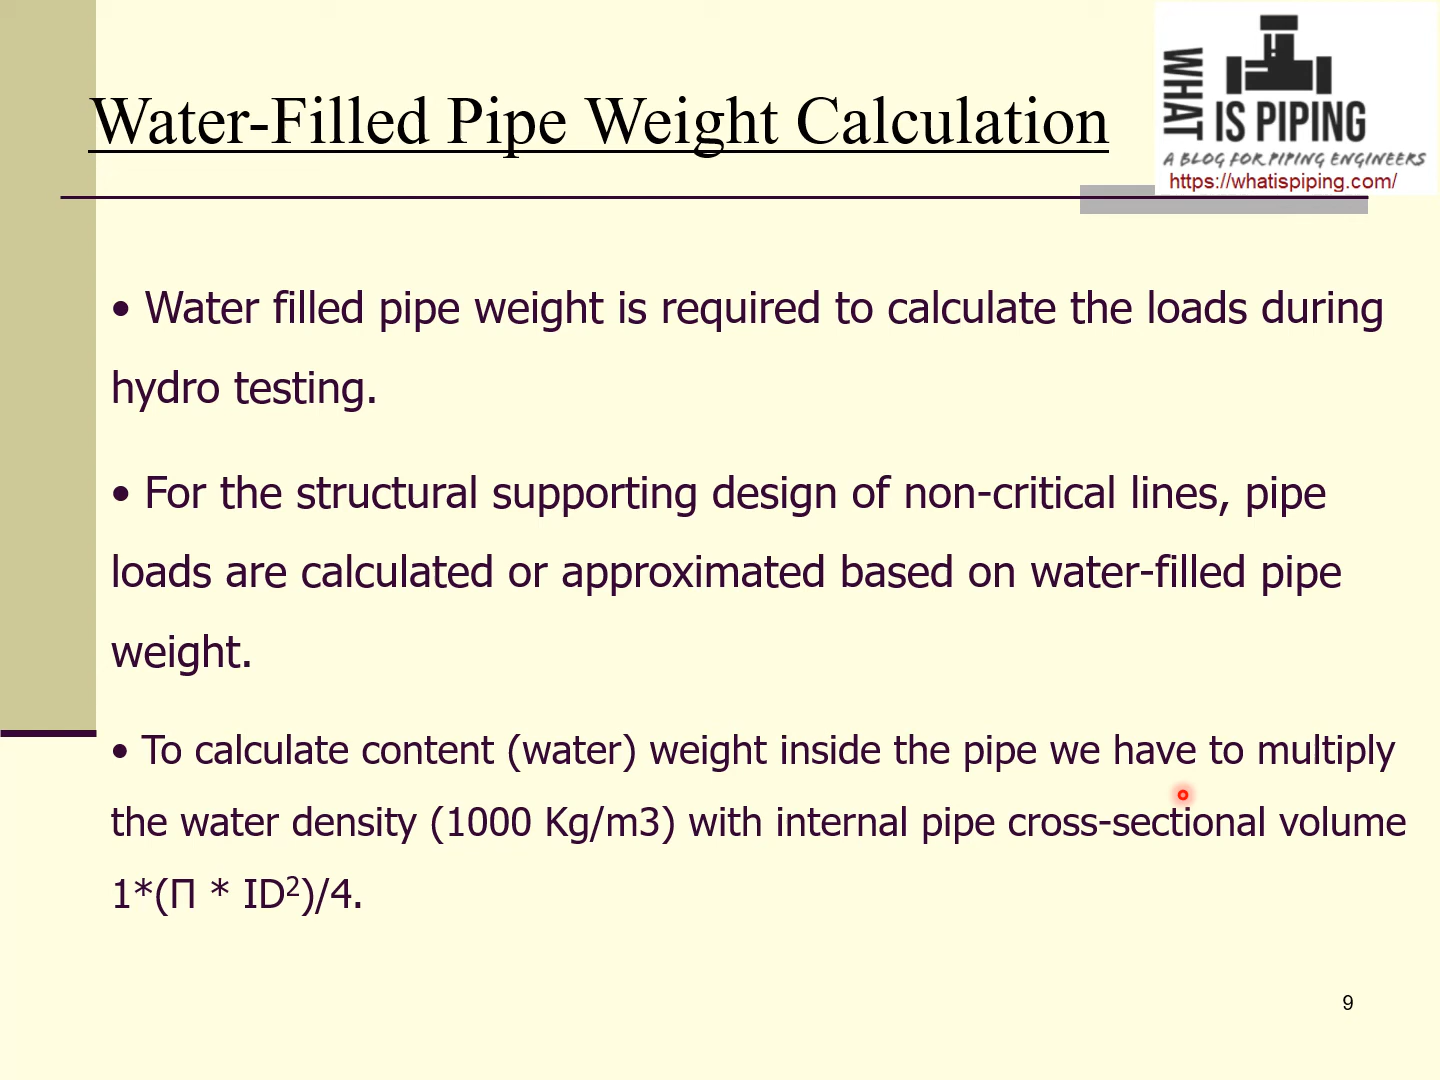 Water-Filled Pipe Weight Calculation
WHAT
IS PIPING
A BLOG FOR PIPING ENGINEERS
https://whatispiping.com/
• Water filled pipe weight is required to calculate the loads during
hydro testing.
• For the structural supporting design of non-critical lines, pipe
loads are calculated or approximated based on water-filled pipe
weight.
• To calculate content (water) weight inside the pipe we have to multiply
the water density (1000 Kg/m3) with internal pipe cross-sectional volume
1*(Π * ID²)/4.
9